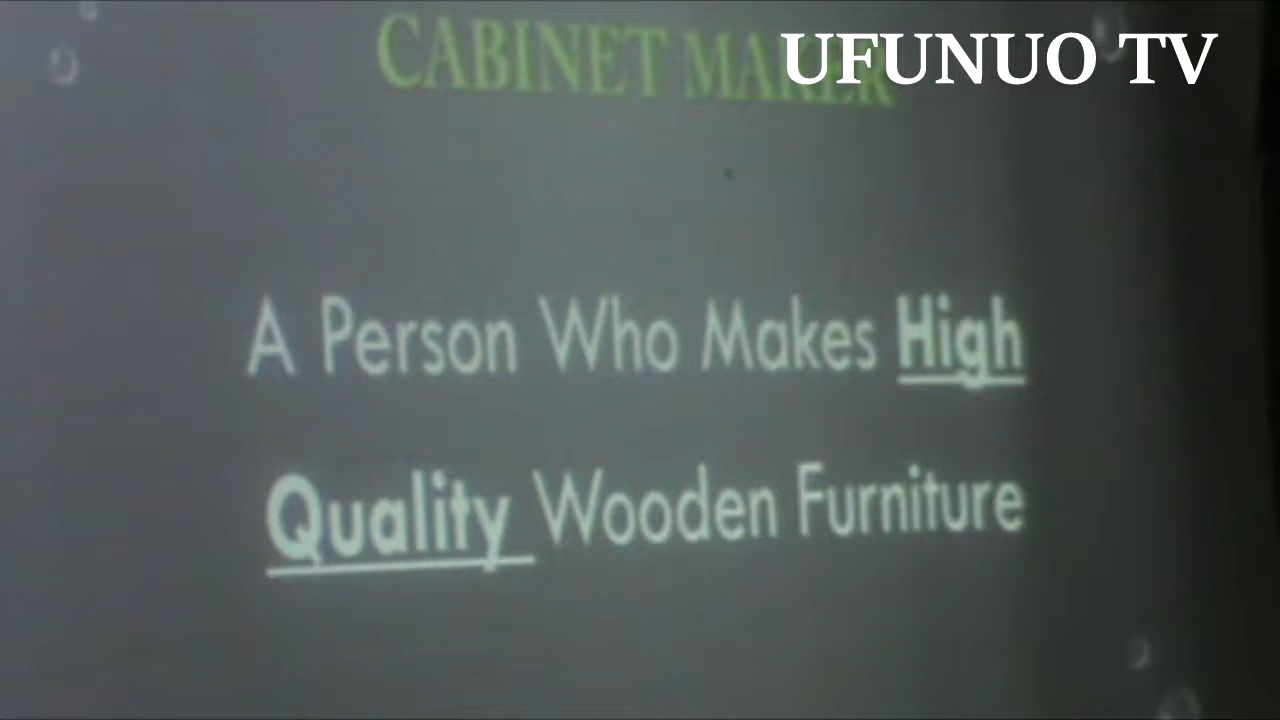 CABINET MAKER
UFUNUO TV
A Person Who Makes High
Quality Wooden Furniture